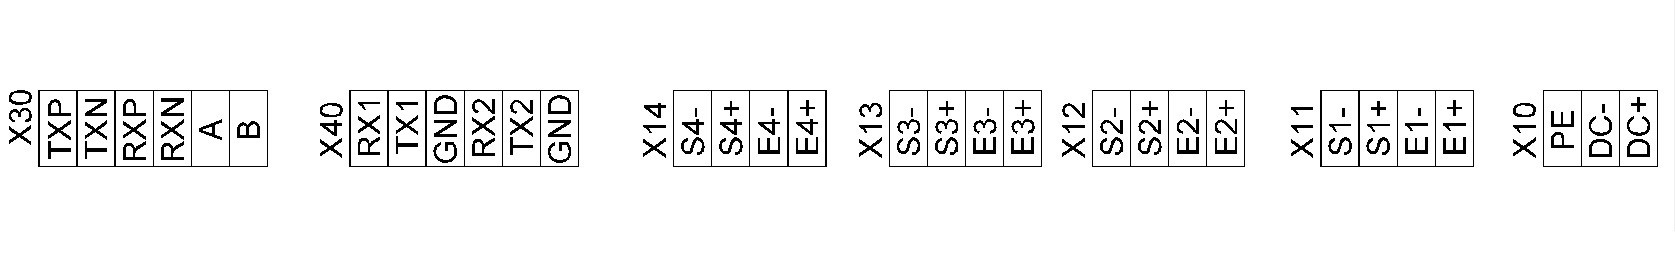 X30
TXP
TXN
RXP
RXN
A
B
X40
RX1
TX1
GND
RX2
TX2
GND
X14
S4-
S4+
E4-
E4+
X13
S3-
S3+
E3-
E3+
X12
S2-
S2+
E2-
E2+
X11
S1-
S1+
E1-
E1+
X10
PE
DC-
DC+